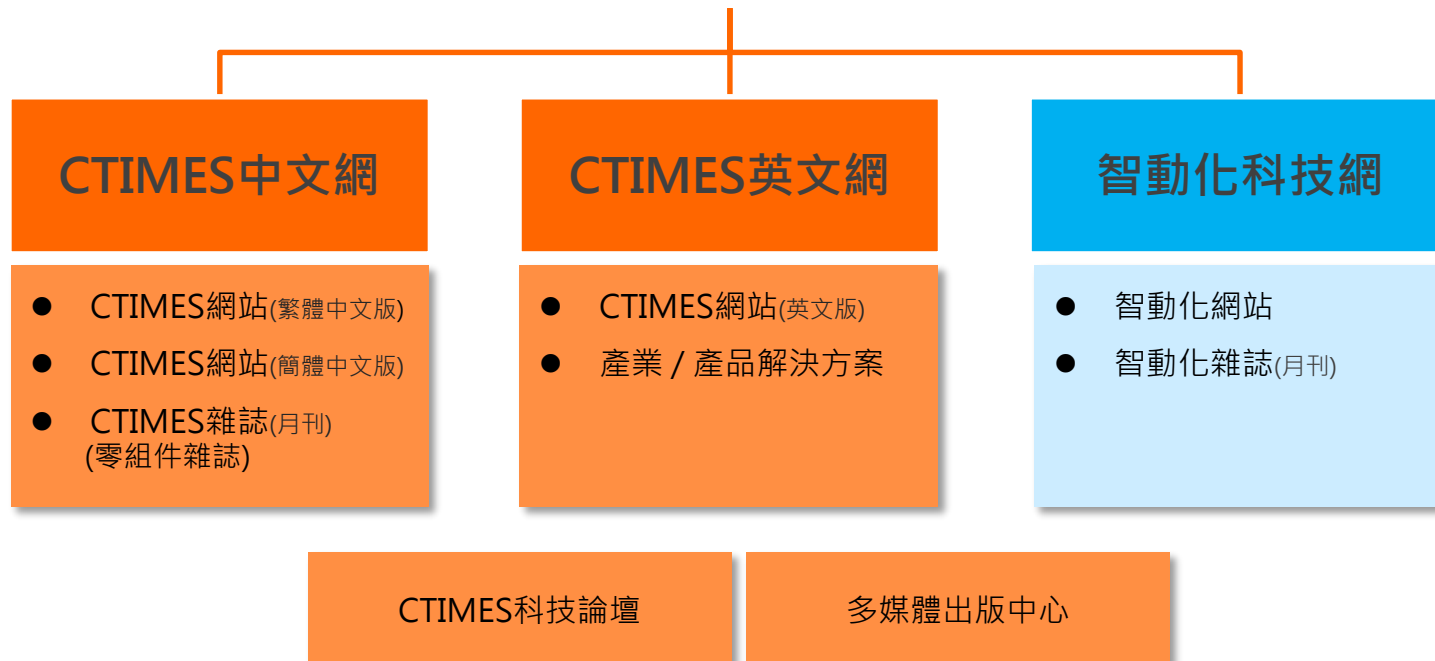 CTIMES中文網
CTIMES網站(繁體中文版)
CTIMES網站(簡體中文版)
CTIMES雜誌(月刊)
(零組件雜誌)
CTIMES英文網
CTIMES網站(英文版)
產業 / 產品解決方案
智動化科技網
智動化網站
智動化雜誌(月刊)
CTIMES科技論壇
多媒體出版中心